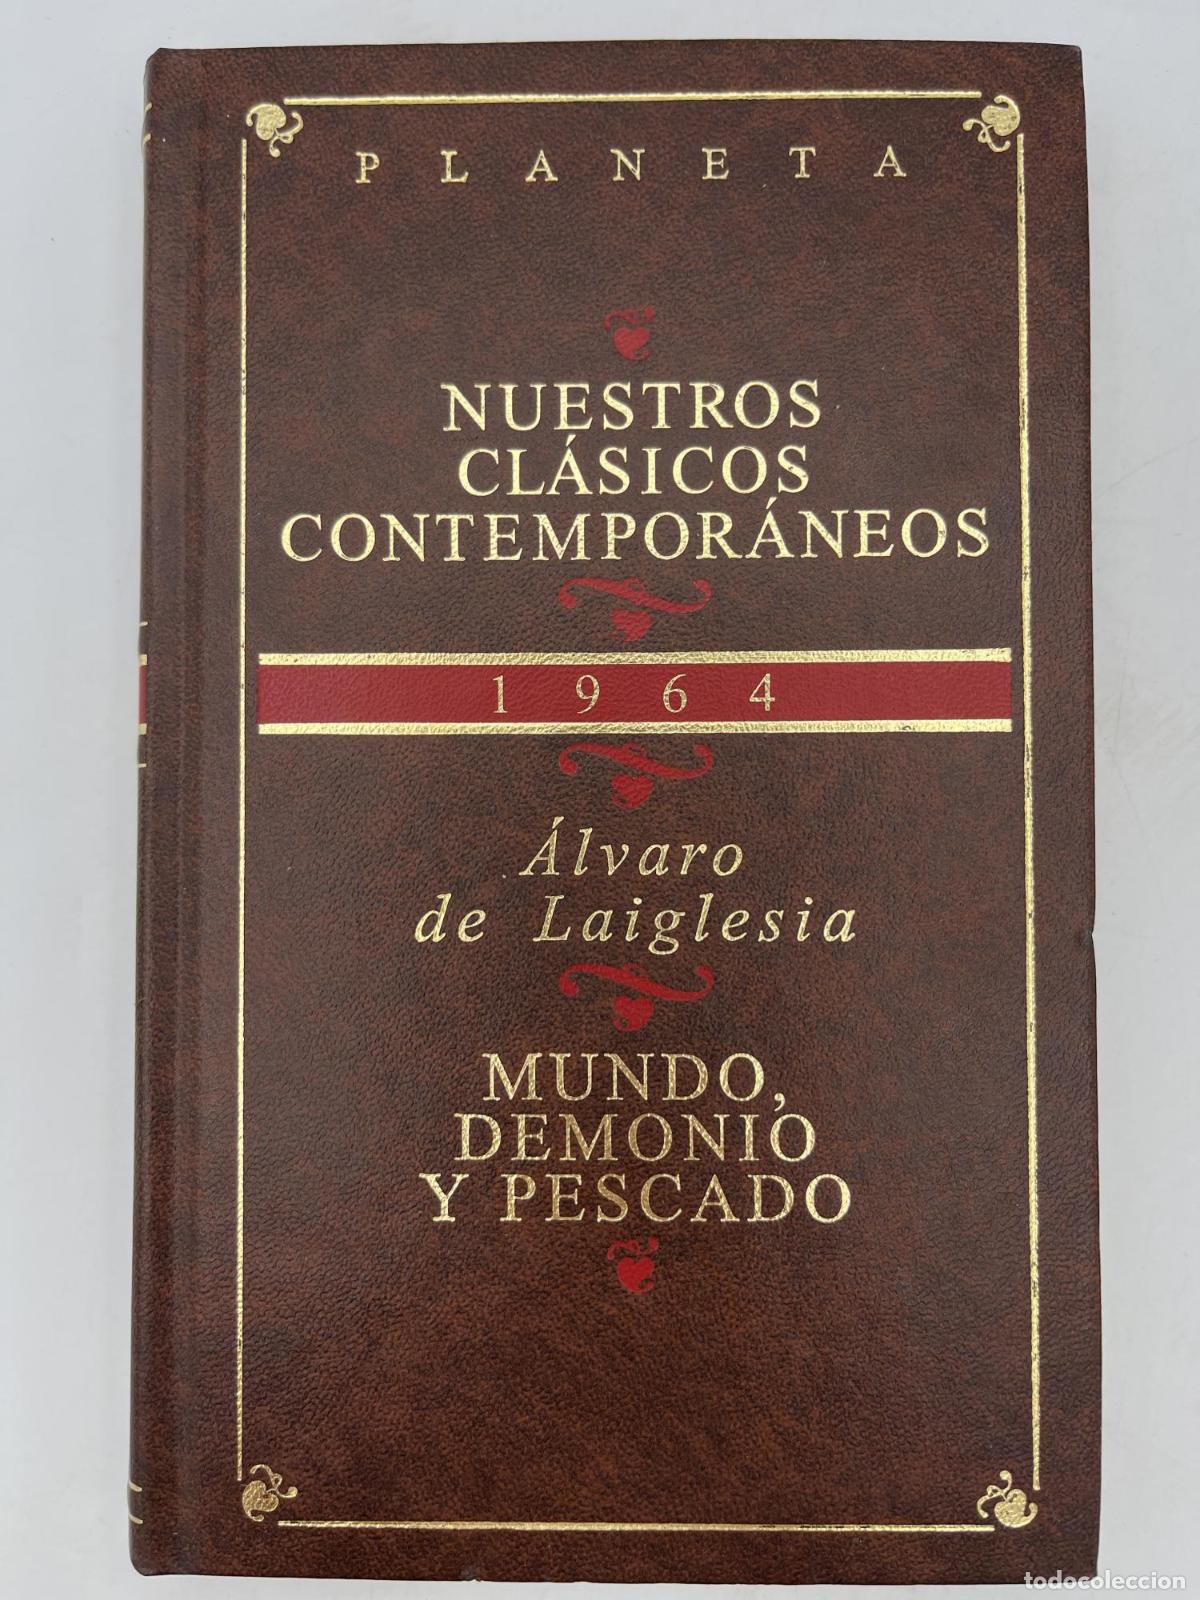 PLANETA
NUESTROS
CLÁSICOS
CONTEMPORÁNEOS
1964
Álvaro
de Laiglesia
MUNDO,
DEMONIO
Y PESCADO
todocoleccion